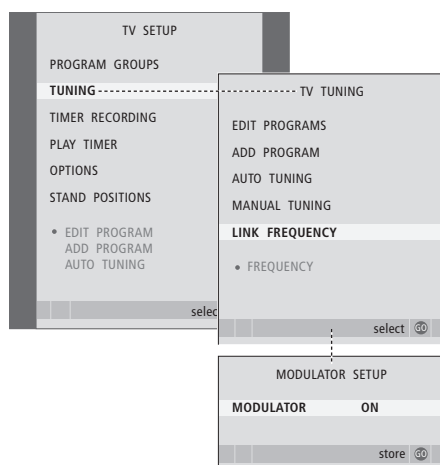 TV SETUP
PROGRAM GROUPS
TUNING
TIMER RECORDING
PLAY TIMER
OPTIONS
STAND POSITIONS
• EDIT PROGRAM
ADD PROGRAM
AUTO TUNING
selec
TV TUNING
EDIT PROGRAMS
ADD PROGRAM
AUTO TUNING
MANUAL TUNING
LINK FREQUENCY
• FREQUENCY
select GO
MODULATOR SETUP
MODULATOR ON
store GO